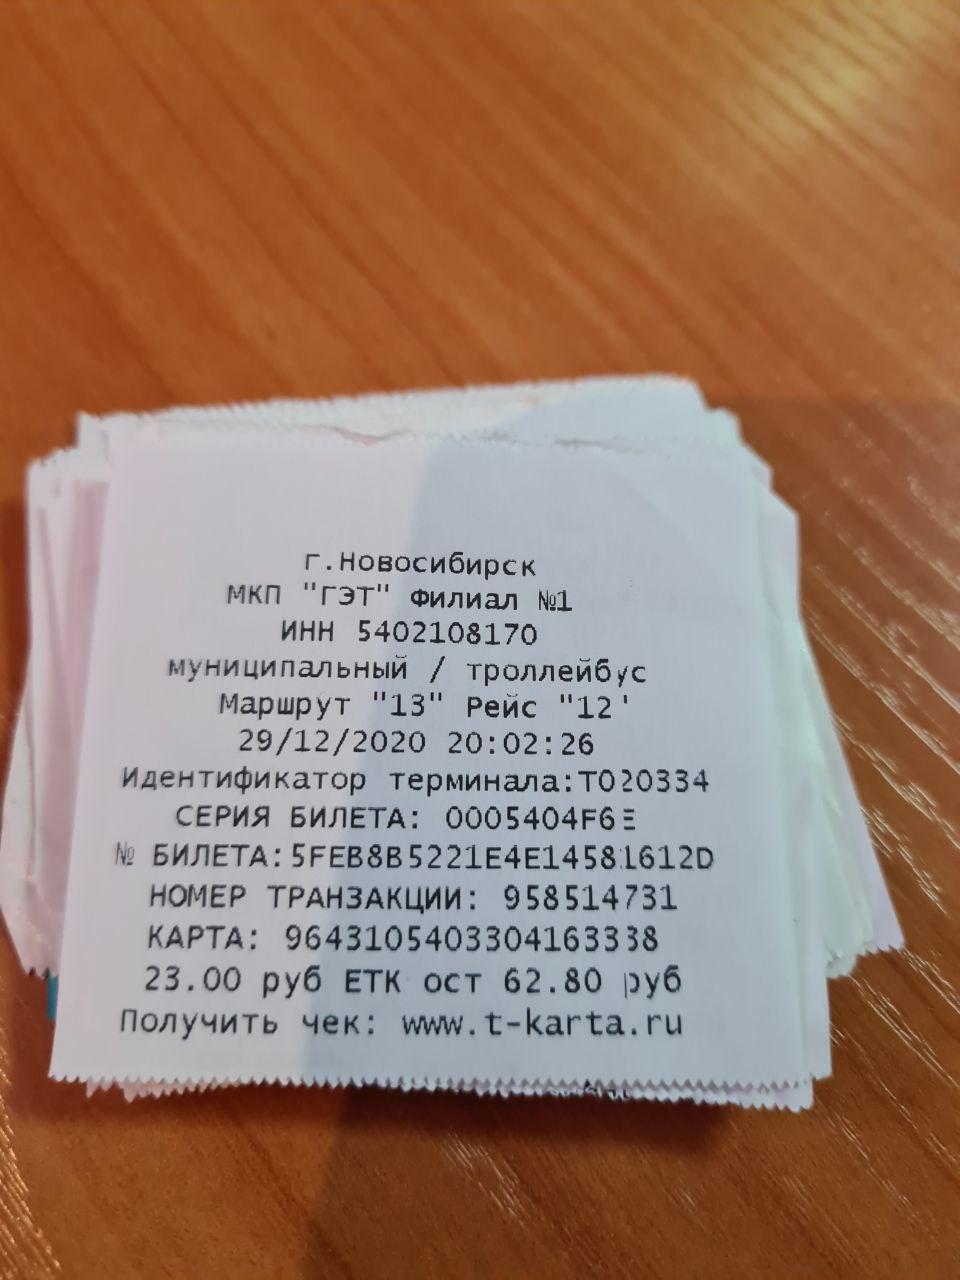 г.Новосибирск
МКП "ГЭТ" Филиал №1
ИНН 5402108170
муниципальный / троллейбус
Маршрут "13" Рейс "12"
29/12/2020 20:02:26
Идентификатор терминала:T020334
СЕРИЯ БИЛЕТА: 0005404F6E
№ БИЛЕТА:5FEB8B5221E4E14581612D
НОМЕР ТРАНЗАКЦИИ: 958514731
КАРТА: 9643105403304163338
23.00 руб ЕТК ост 62.80 руб
Получить чек: www.t-karta.ru